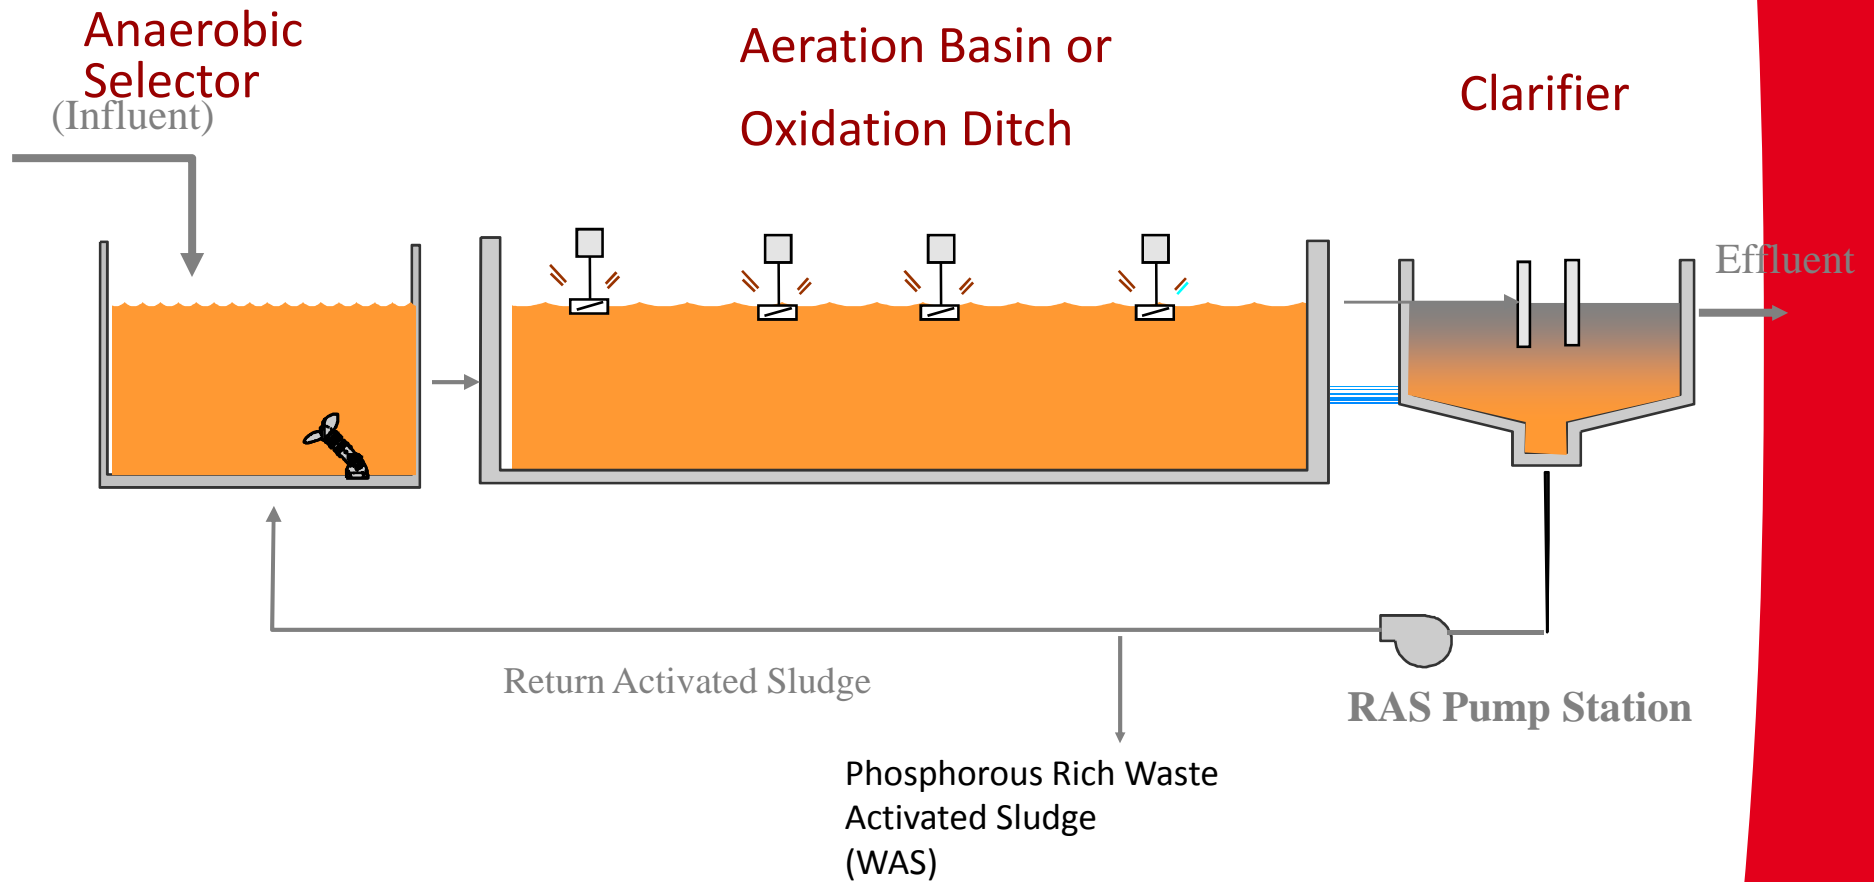 Anaerobic
Selector
(Influent)
Aeration Basin or
Oxidation Ditch
Clarifier
Effluent
Return Activated Sludge
RAS Pump Station
Phosphorous Rich Waste
Activated Sludge
(WAS)